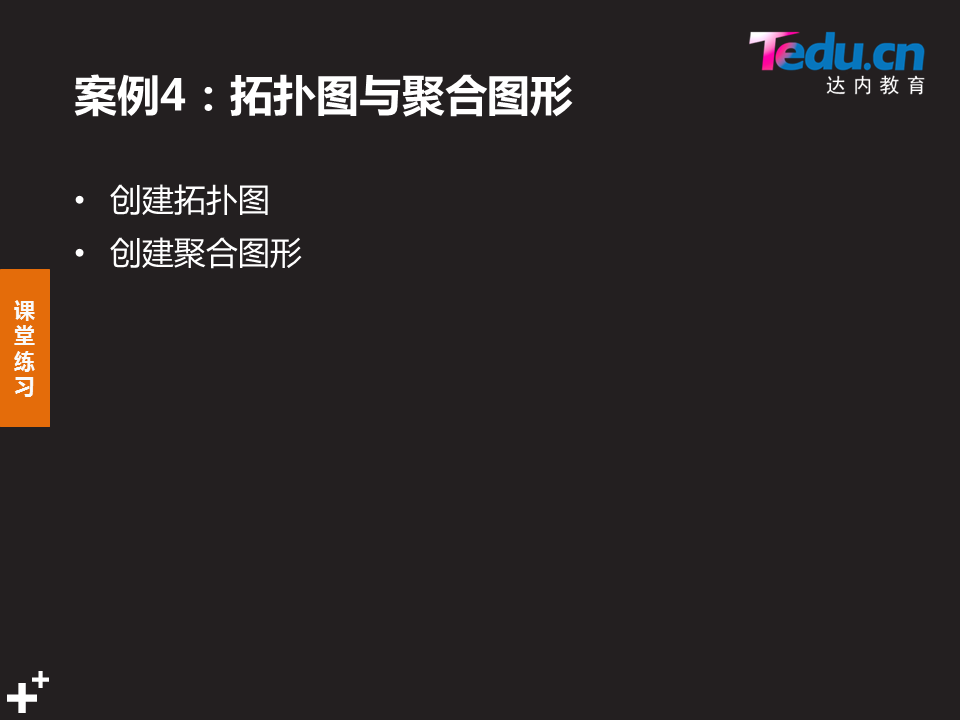 Tedu.cn
达内教育
案例4：拓扑图与聚合图形
• 创建拓扑图
• 创建聚合图形
课堂练习